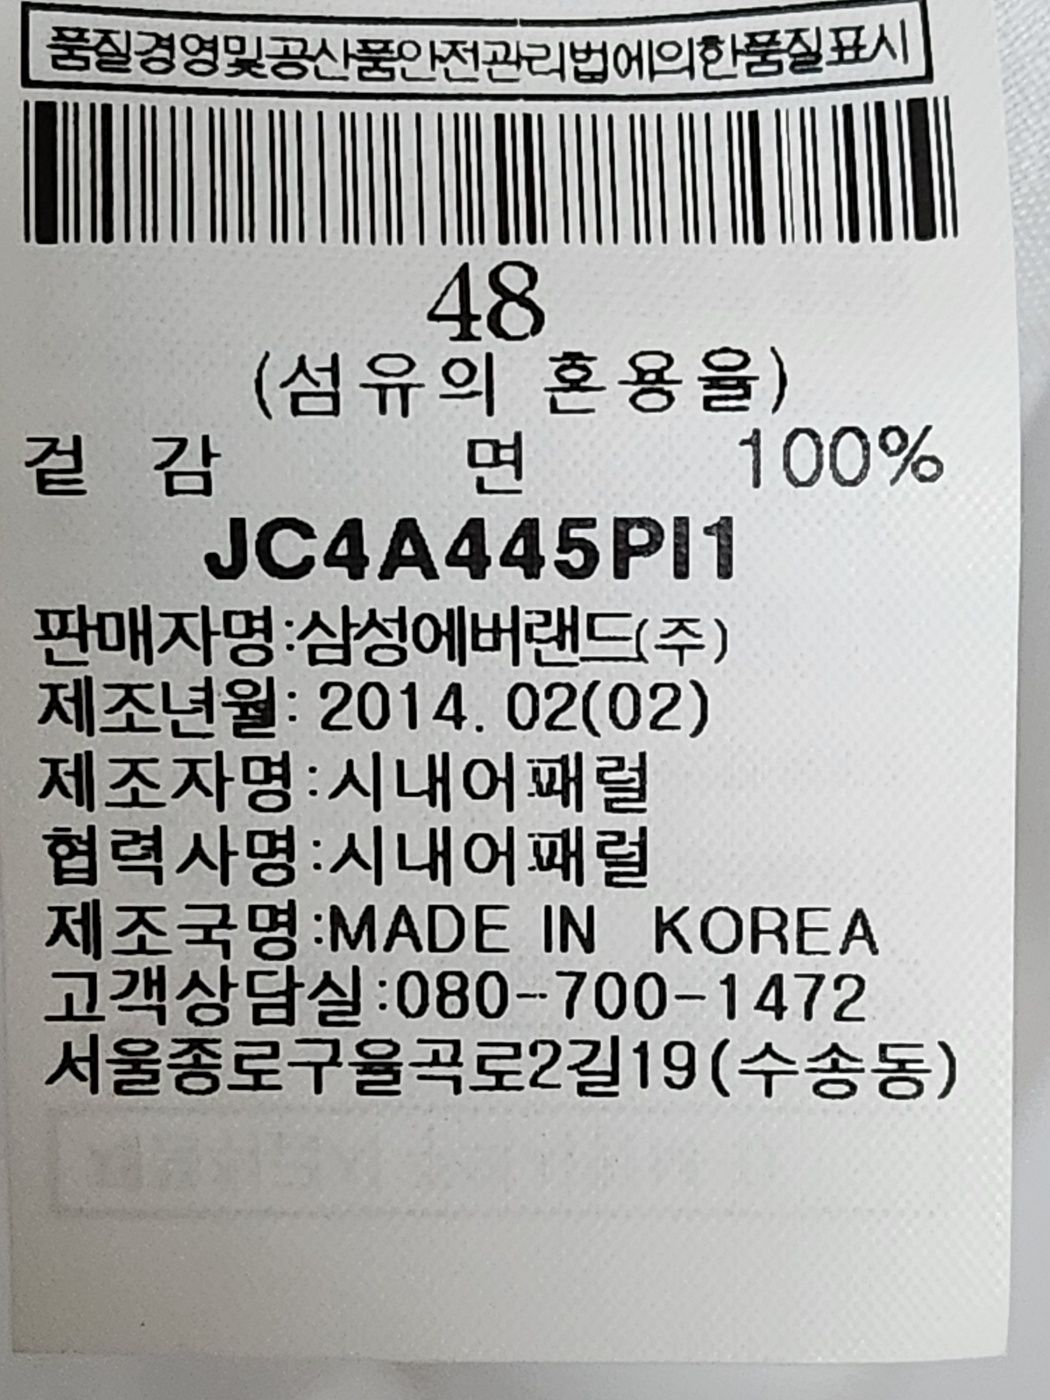 품질경영및공산품안전관리법에의한품질표시
48
(섬유의 혼용율)
겉 감 면 100%
JC4A445PI1
판매자명:삼성에버랜드(주)
제조년월: 2014. 02(02)
제조자명:시내어패럴
협력사명:시내어패럴
제조국명:MADE IN KOREA
고객상담실:080-700-1472
서울종로구율곡로2길19(수송동)